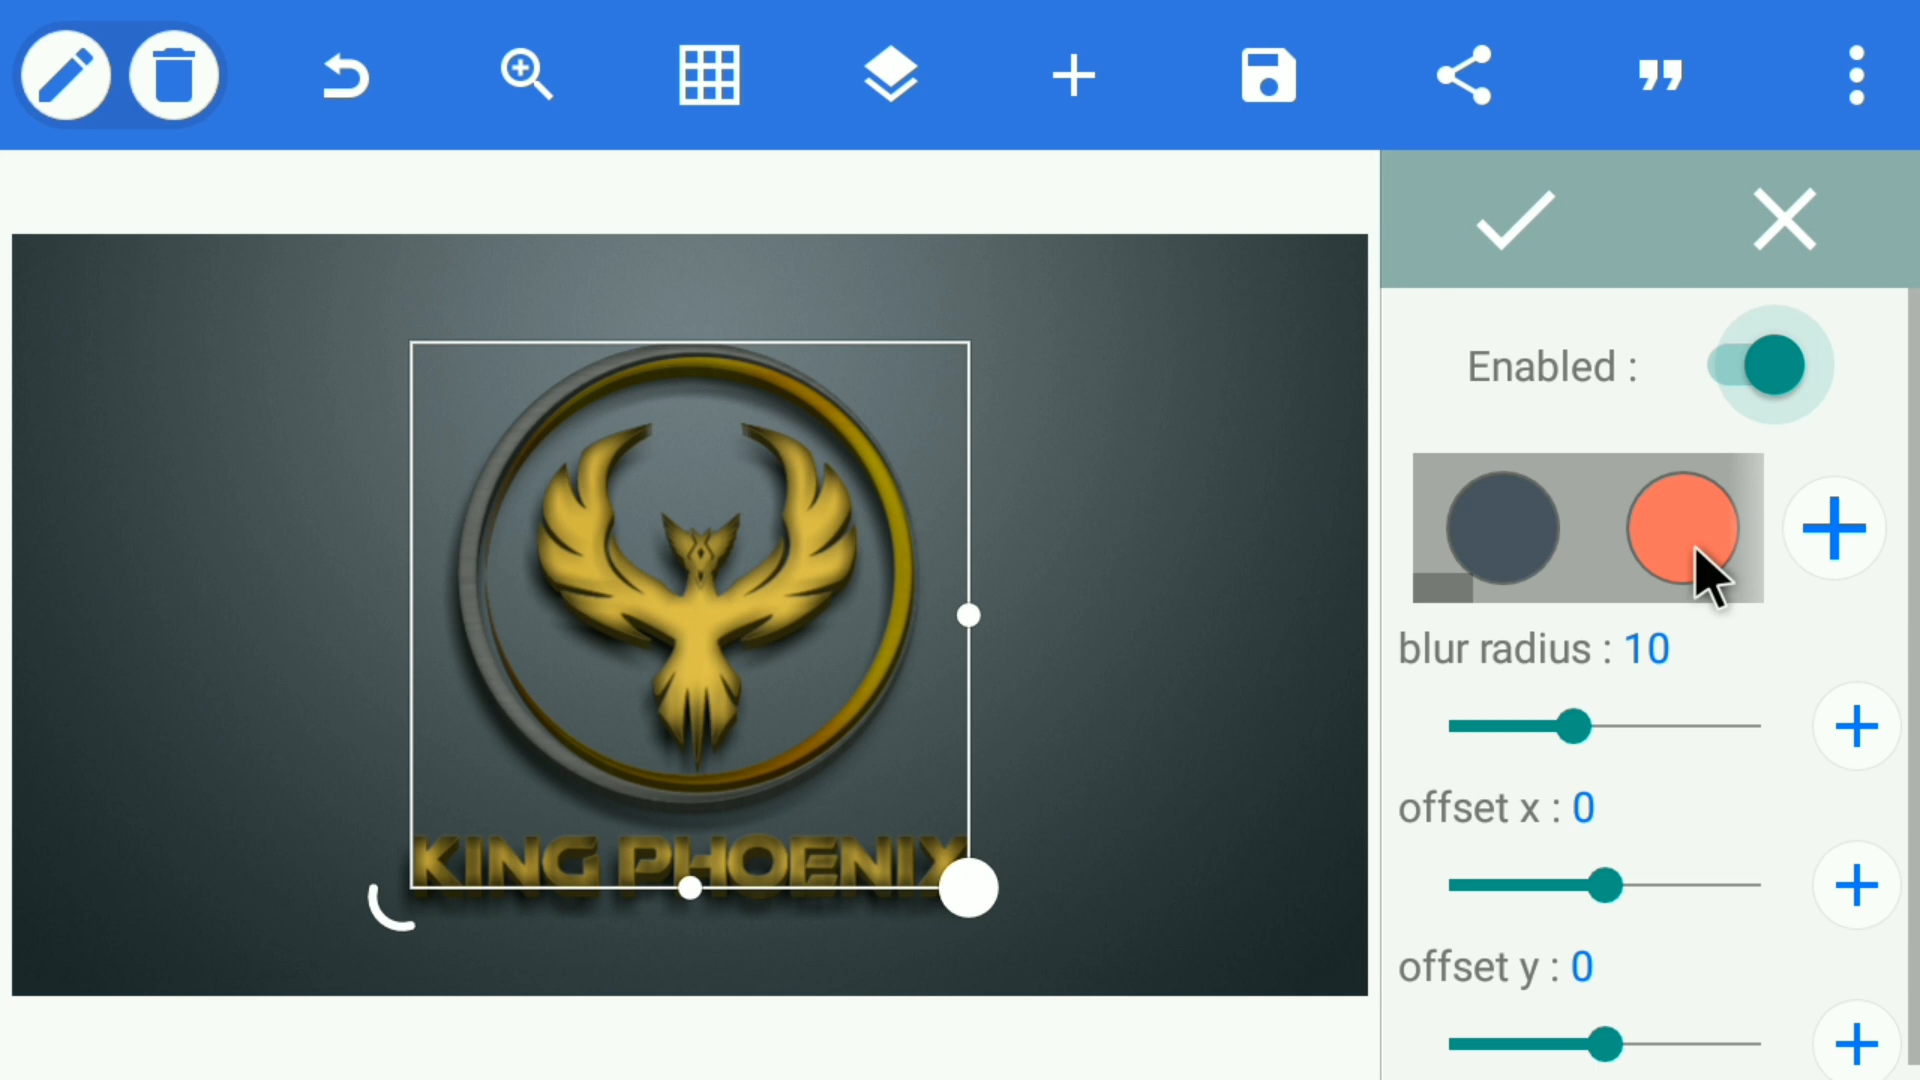 Enabled :
blur radius : 10
offset x : 0
offset y : 0
KING PHOENIX